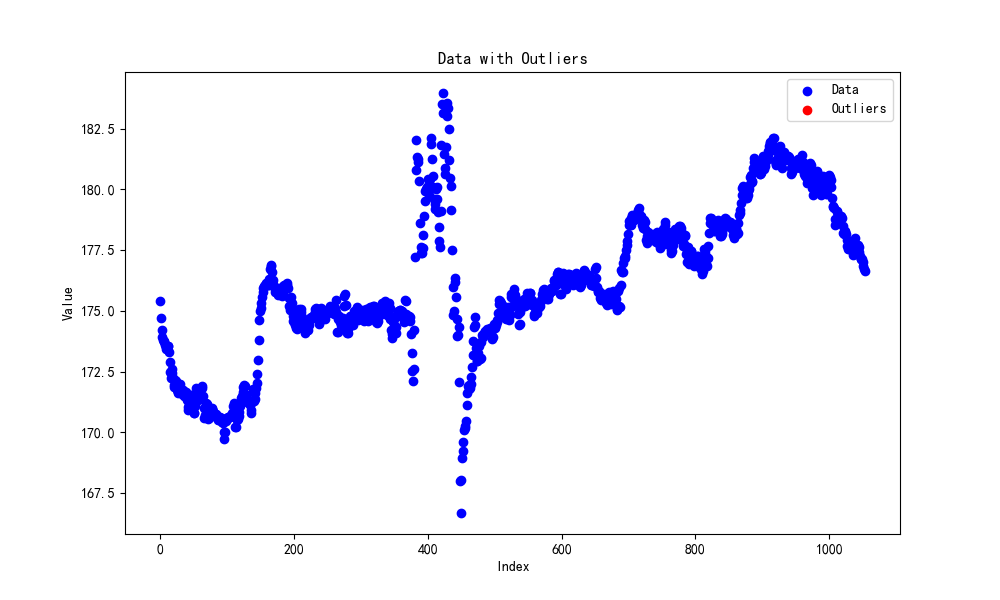 Data with Outliers
Data
Outliers
182.5
180.0
177.5
175.0
172.5
170.0
167.5
Value
0 200 400 600 800 1000
Index